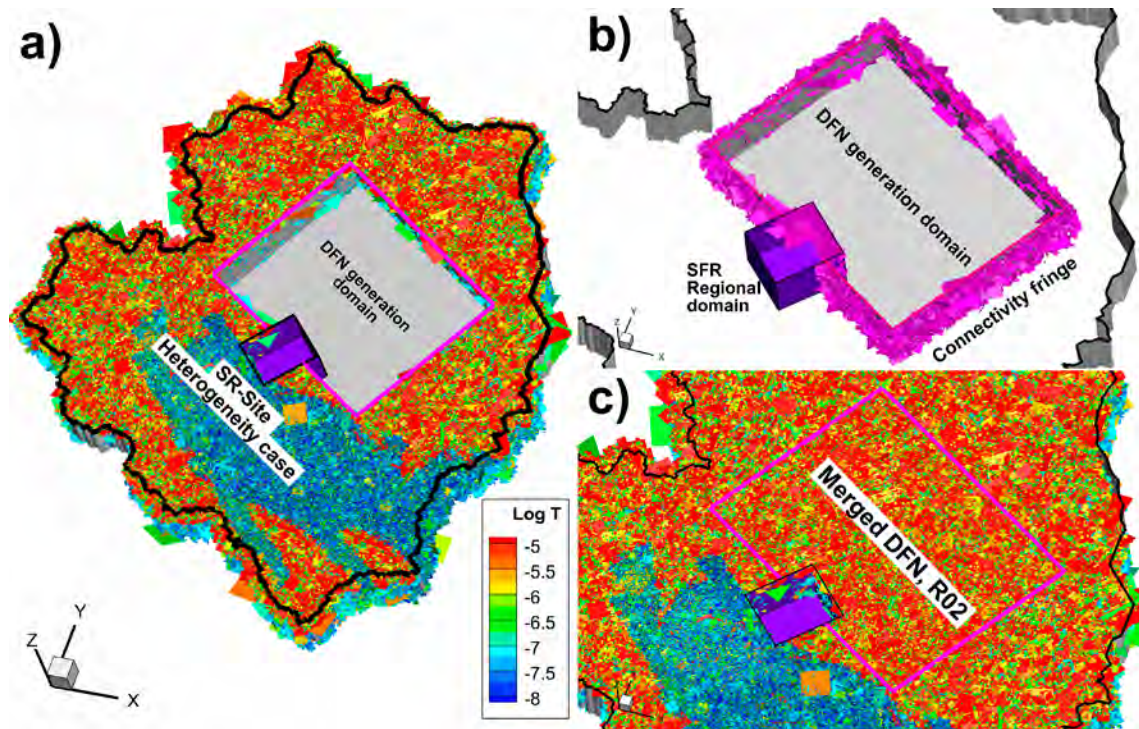 a)
DFN generation
domain
SR-Site
Heterogeneity case
Log T
-5
-5.5
-6
-6.5
-7
-7.5
-8
Z
Y
X
b)
DFN generation domain
SFR
Regional
domain
Connectivity fringe
Z
Y
X
c)
Merged DFN, R02